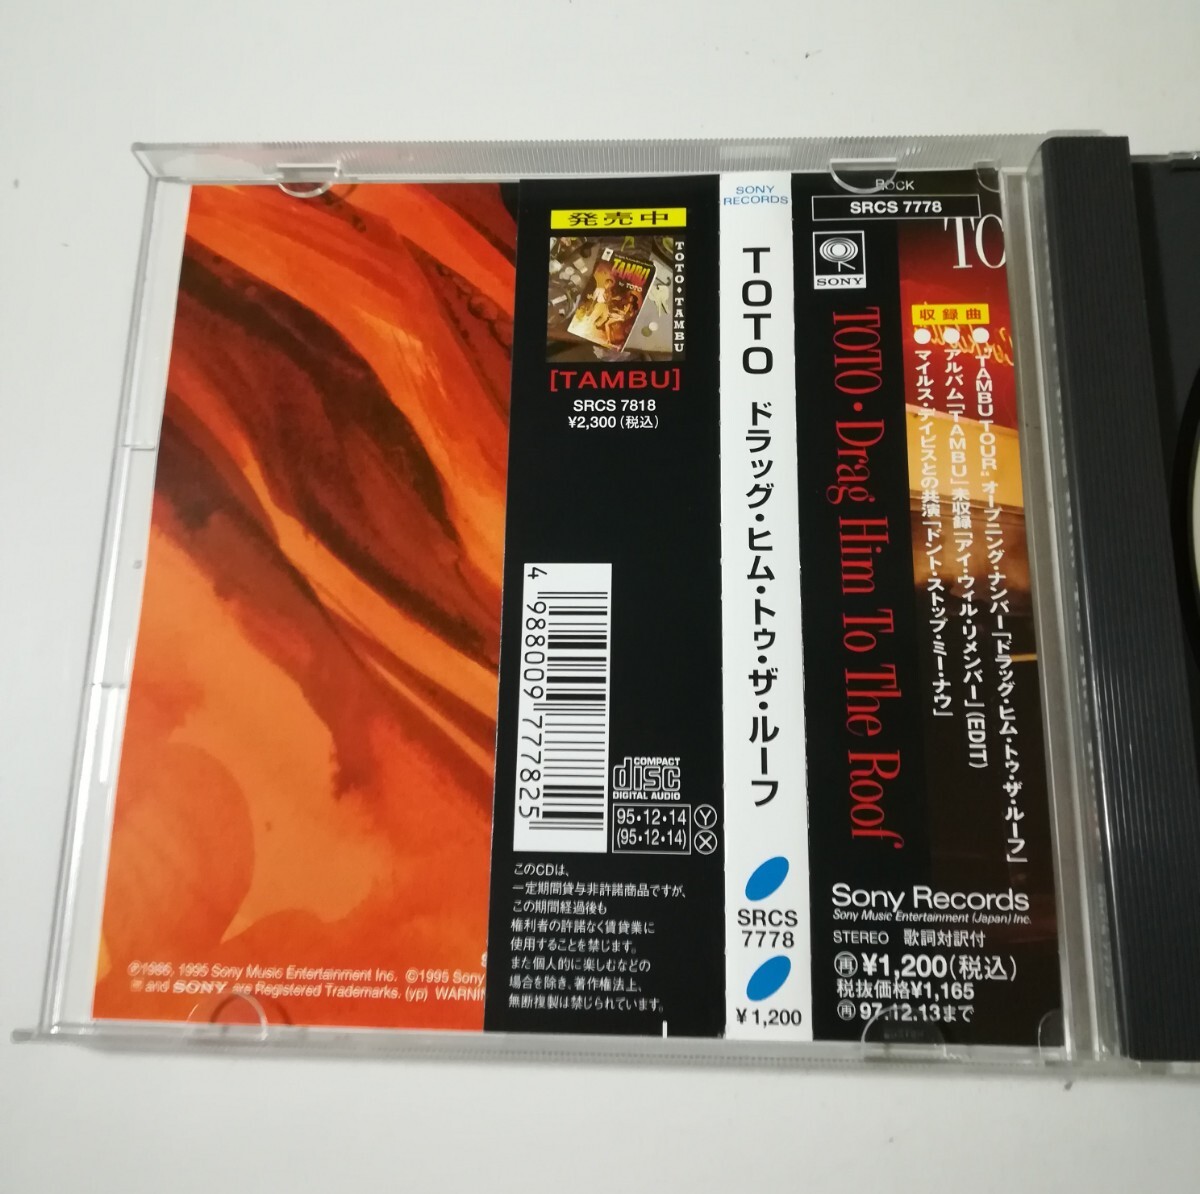 発売中
TAMBU
by TOTO
TOTO・TAMBU
[TAMBU]
SRCS 7818
¥2,300(税込)
4 988009 777825
COMPACT
disc
DIGITAL AUDIO
95・12・14
(95・12・14)
Y
X
このCDは、
一定期間貸与非許諾商品ですが、
この期間経過後も
権利者の許諾なく賃貸業に
使用することを禁じます。
また個人的に楽しむなどの
場合を除き、著作権法上、
無断複製は禁じられています。
℗1986, 1995 Sony Music Entertainment Inc. ©1995 Sony
and SONY are Registered Trademarks. (yp) WARNIN
SONY
RECORDS
TOTO ドラッグ・ヒム・トゥ・ザ・ルーフ
SRCS
7778
¥1,200
ROCK
SRCS 7778
SONY
TO
TOTO・Drag Him To The Roof
収録曲
●"TAMBU TOUR"オープニング・ナンバー「ドラッグ・ヒム・トゥ・ザ・ルーフ」
●アルバム「TAMBU」未収録「アイ・ウィル・リメンバー」(EDIT)
●マイルス・デイビスとの共演「ドント・ストップ・ミー・ナウ」
Sony Records
Sony Music Entertainment (Japan) Inc.
STEREO 歌詞対訳付
㊥¥1,200(税込)
税抜価格¥1,165
97.12.13まで